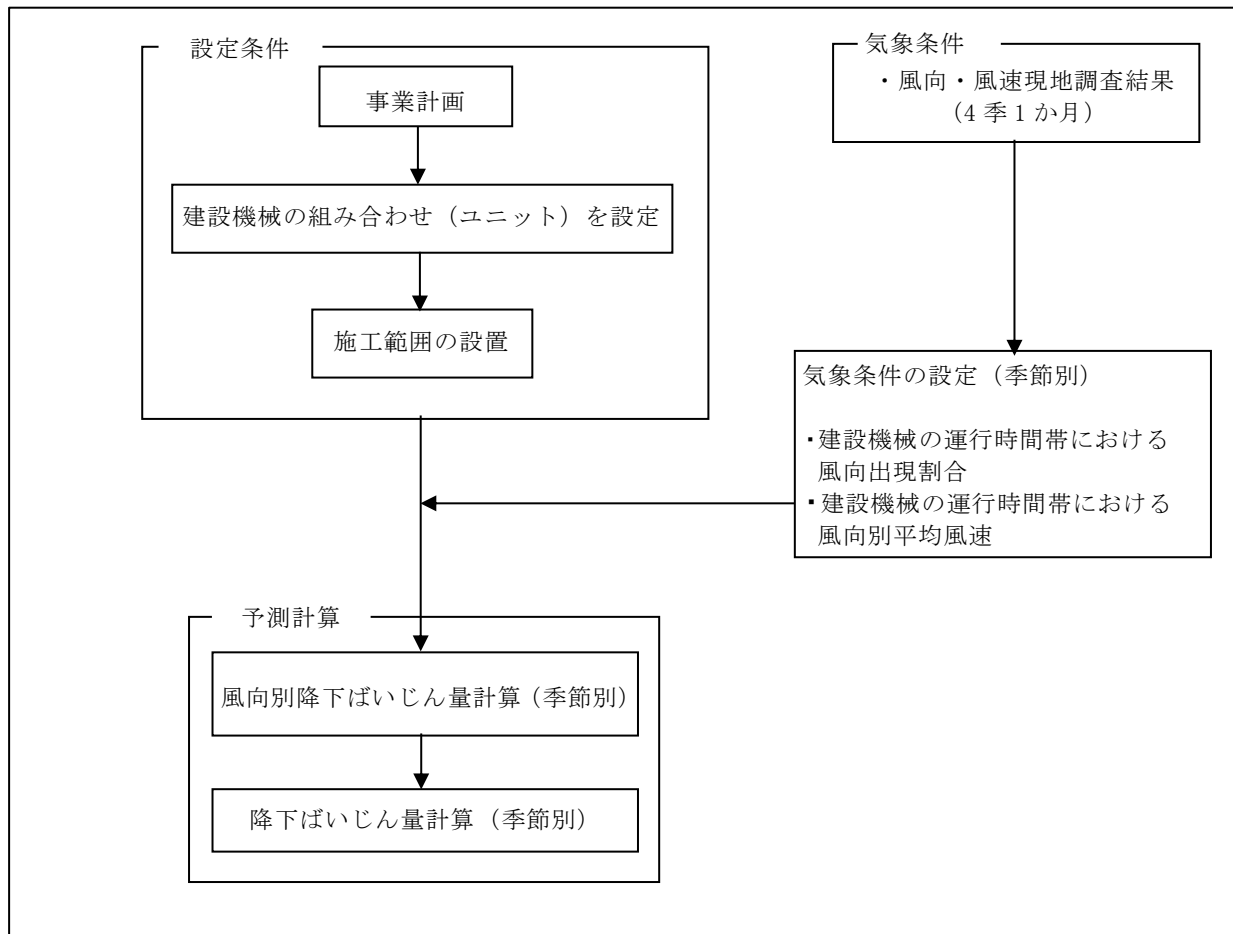 設定条件
事業計画
建設機械の組み合わせ（ユニット）を設定
施工範囲の設置
気象条件
・風向・風速現地調査結果
（4 季 1 か月）
気象条件の設定（季節別）
・建設機械の運行時間帯における
風向出現割合
・建設機械の運行時間帯における
風向別平均風速
予測計算
風向別降下ばいじん量計算（季節別）
降下ばいじん量計算（季節別）